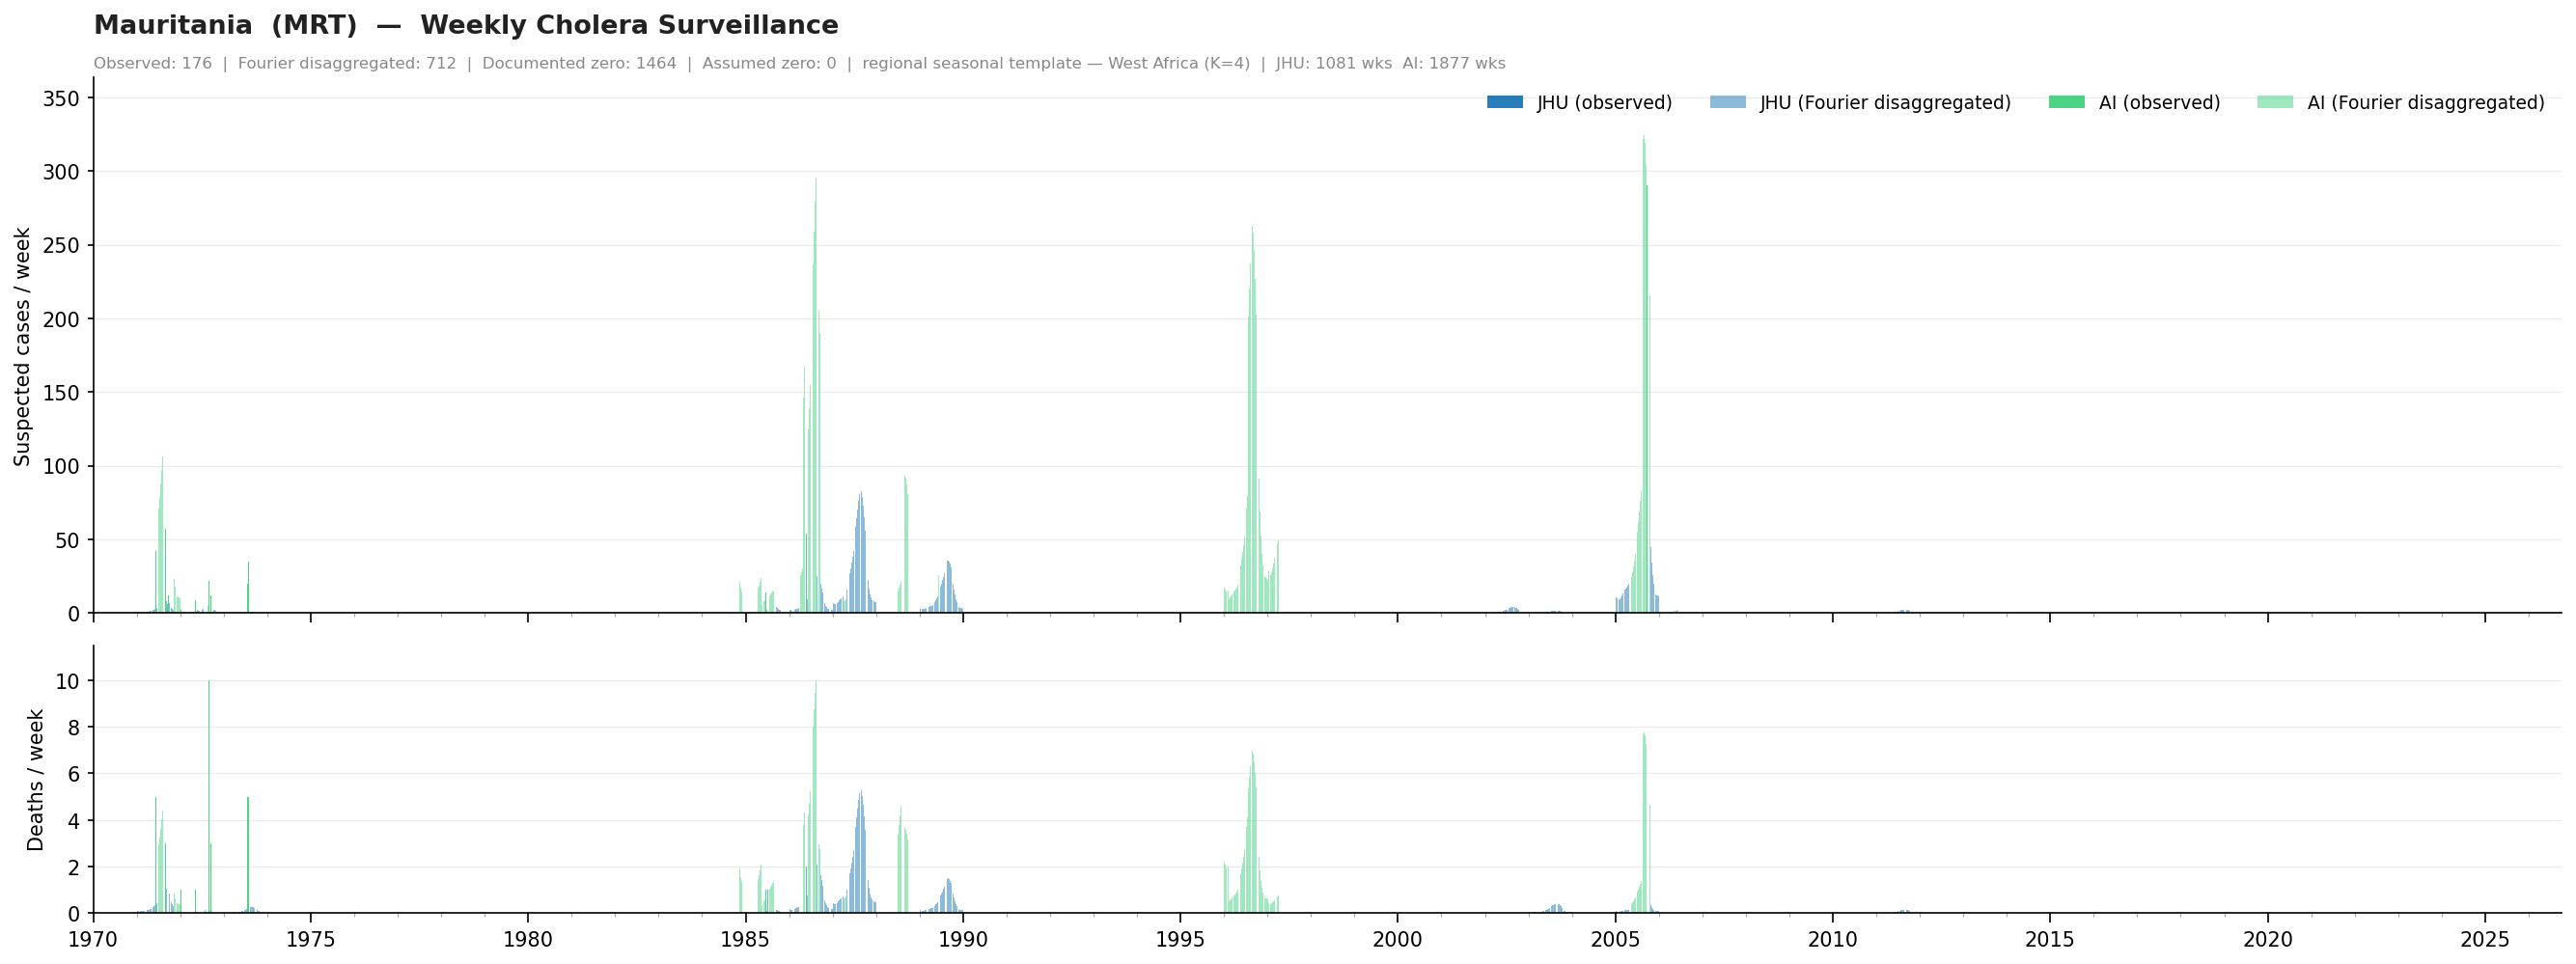 Mauritania  (MRT)  —  Weekly Cholera Surveillance
Observed: 176  |  Fourier disaggregated: 712  |  Documented zero: 1464  |  Assumed zero: 0  |  regional seasonal template — West Africa (K=4)  |  JHU: 1081 wks  AI: 1877 wks
JHU (observed)
JHU (Fourier disaggregated)
AI (observed)
AI (Fourier disaggregated)
Suspected cases / week
350
300
250
200
150
100
50
0
Deaths / week
10
8
6
4
2
0
1970 1975 1980 1985 1990 1995 2000 2005 2010 2015 2020 2025